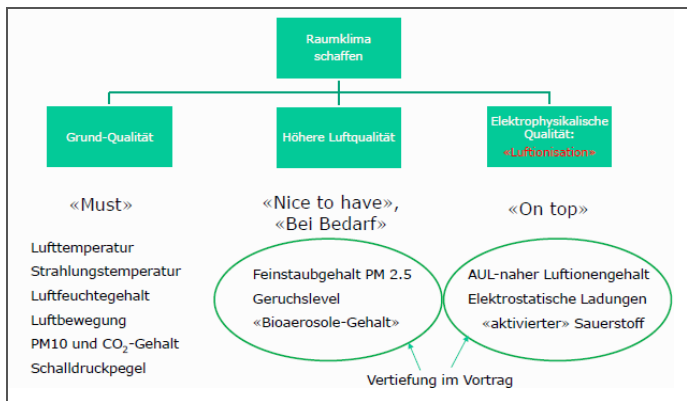 Raumklima
schaffen
Grund-Qualität
Höhere Luftqualität
Elektrophysikalische
Qualität:
«Luftionisation»
«Must»
«Nice to have»,
«Bei Bedarf»
«On top»
Lufttemperatur
Strahlungstemperatur
Luftfeuchtegehalt
Luftbewegung
PM10 und CO₂-Gehalt
Schalldruckpegel
Feinstaubgehalt PM 2.5
Geruchslevel
«Bioaerosole-Gehalt»
AUL-naher Luftionengehalt
Elektrostatische Ladungen
«aktivierter» Sauerstoff
Vertiefung im Vortrag